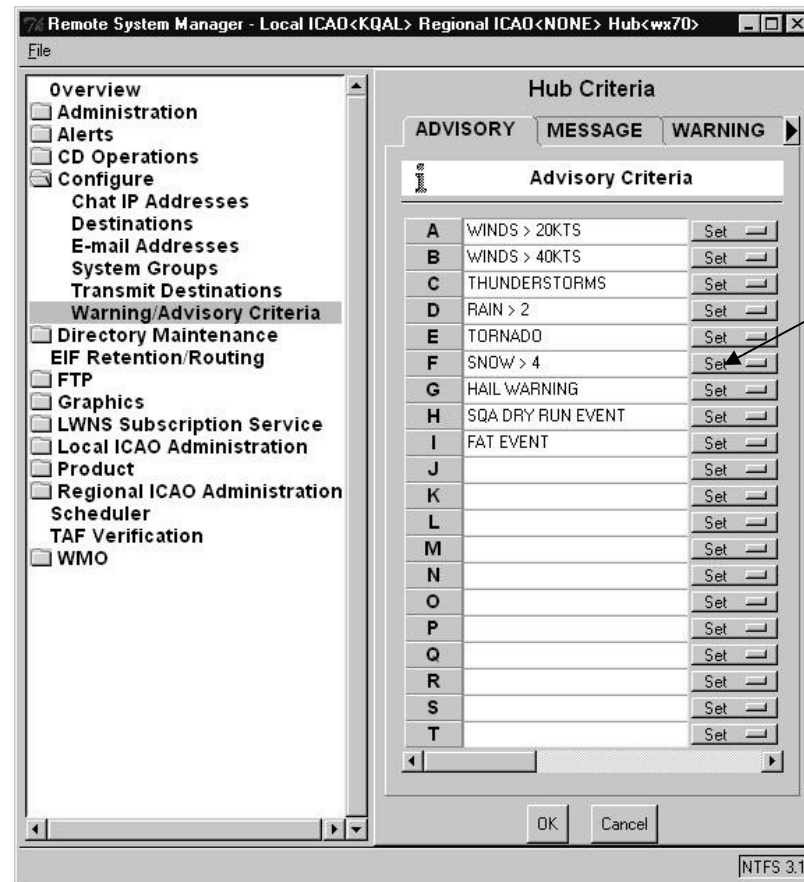 Remote System Manager - Local ICAO<KQAL> Regional ICAO<NONE> Hub<wx70>
File
Overview
Administration
Alerts
CD Operations
Configure
Chat IP Addresses
Destinations
E-mail Addresses
System Groups
Transmit Destinations
Warning/Advisory Criteria
Directory Maintenance
EIF Retention/Routing
FTP
Graphics
LWNS Subscription Service
Local ICAO Administration
Product
Regional ICAO Administration
Scheduler
TAF Verification
WMO
Hub Criteria
ADVISORY MESSAGE WARNING
i Advisory Criteria
A WINDS > 20KTS Set
B WINDS > 40KTS Set
C THUNDERSTORMS Set
D RAIN > 2 Set
E TORNADO Set
F SNOW > 4 Set
G HAIL WARNING Set
H SQA DRY RUN EVENT Set
I FAT EVENT Set
J Set
K Set
L Set
M Set
N Set
O Set
P Set
Q Set
R Set
S Set
T Set
OK Cancel
NTFS 3.1